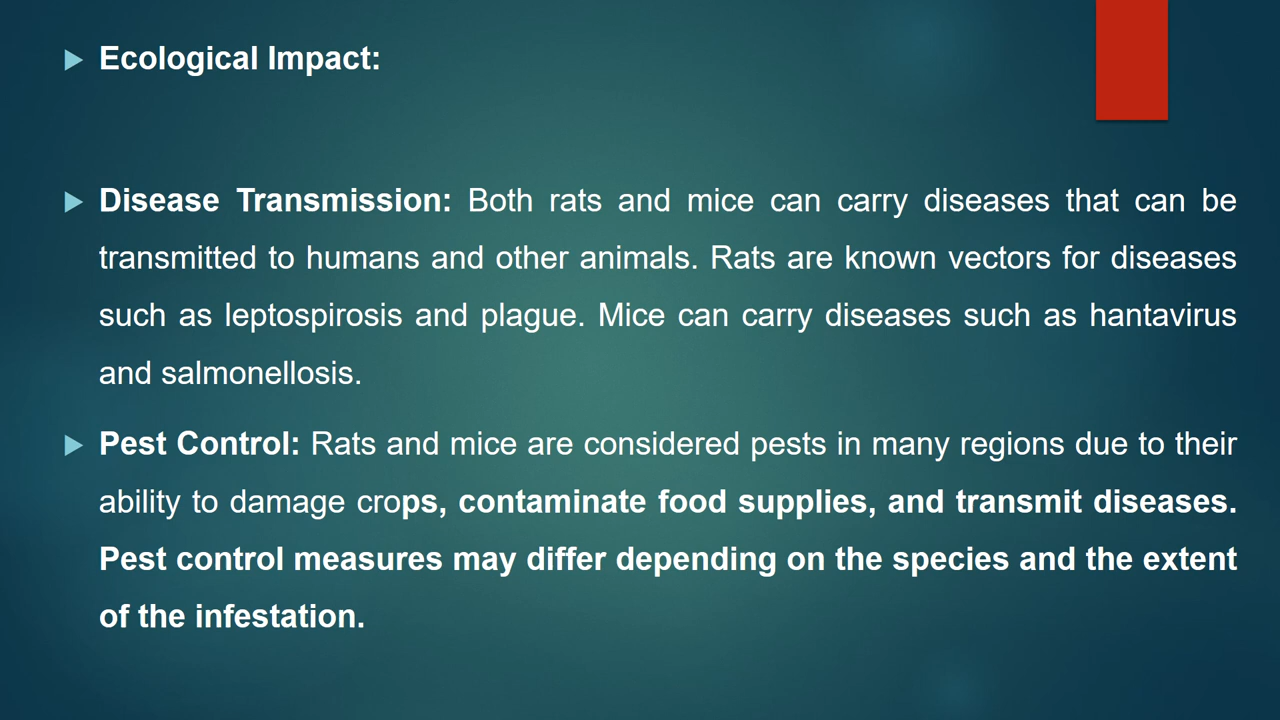 Ecological Impact:
Disease Transmission: Both rats and mice can carry diseases that can be
transmitted to humans and other animals. Rats are known vectors for diseases
such as leptospirosis and plague. Mice can carry diseases such as hantavirus
and salmonellosis.
Pest Control: Rats and mice are considered pests in many regions due to their
ability to damage crops, contaminate food supplies, and transmit diseases.
Pest control measures may differ depending on the species and the extent
of the infestation.